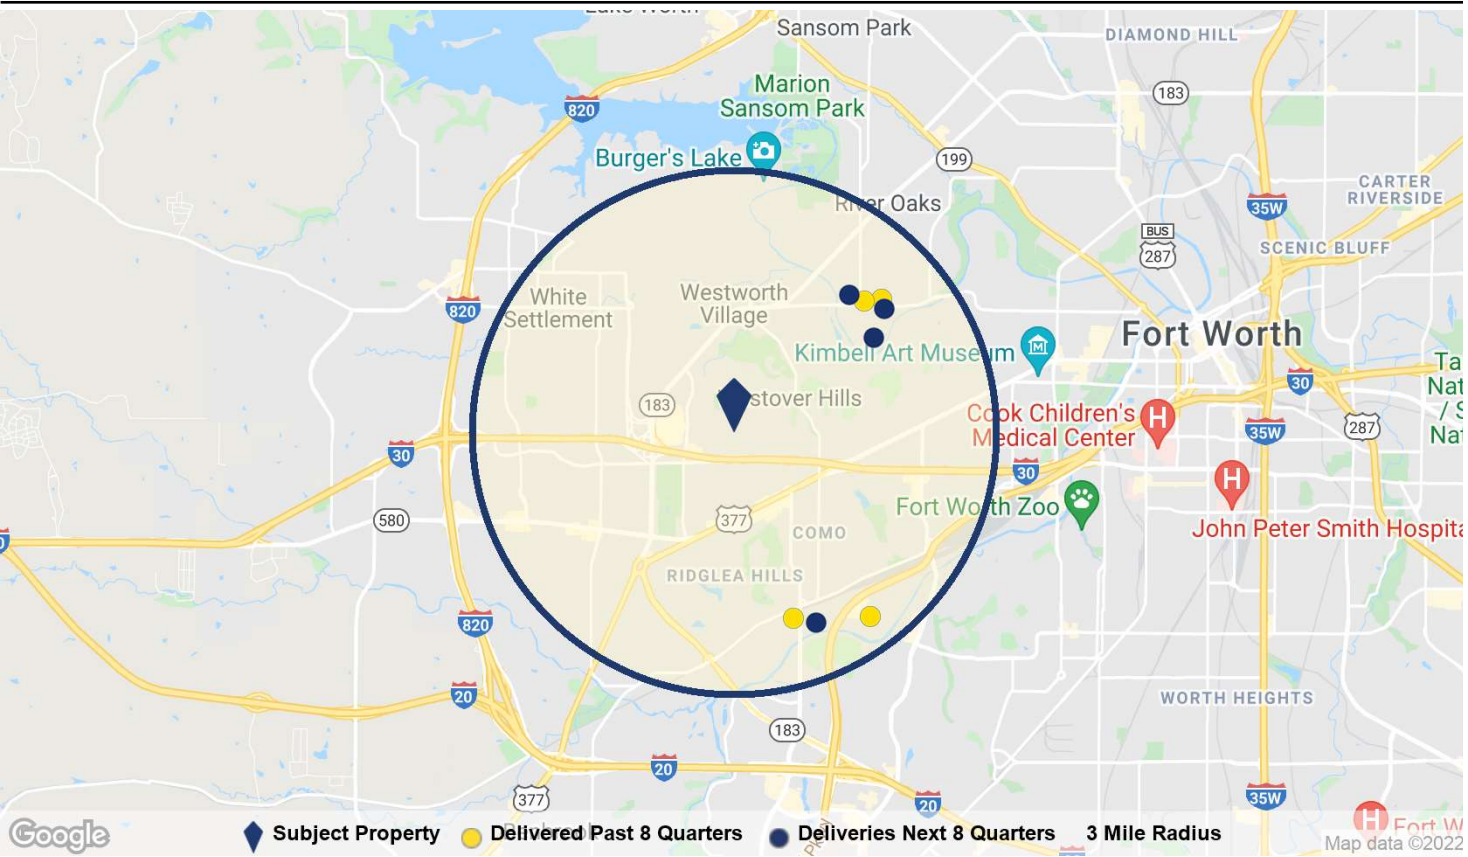 Sansom Park
DIAMOND HILL
Marion
Sansom Park
820
183
Burger's Lake
199
River Oaks
CARTER
RIVERSIDE
35W
BUS
287
SCENIC BLUFF
White
Settlement
Westworth
Village
820
Fort Worth
Kimbell Art Museum
30
183
stover Hills
Cook Children's
Medical Center
35W
287
30
30
580
377
COMO
Fort Worth Zoo
John Peter Smith Hospita
RIDGLEA HILLS
820
20
WORTH HEIGHTS
183
20
377
20
35W
Google
Subject Property
Delivered Past 8 Quarters
Deliveries Next 8 Quarters
3 Mile Radius
Fort W
Map data ©2022